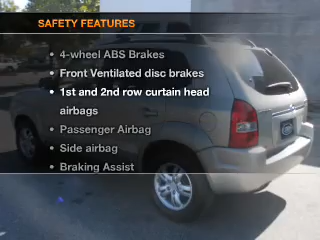 SAFETY FEATURES
• 4-wheel ABS Brakes
• Front Ventilated disc brakes
• 1st and 2nd row curtain head
airbags
• Passenger Airbag
• Side airbag
• Braking Assist